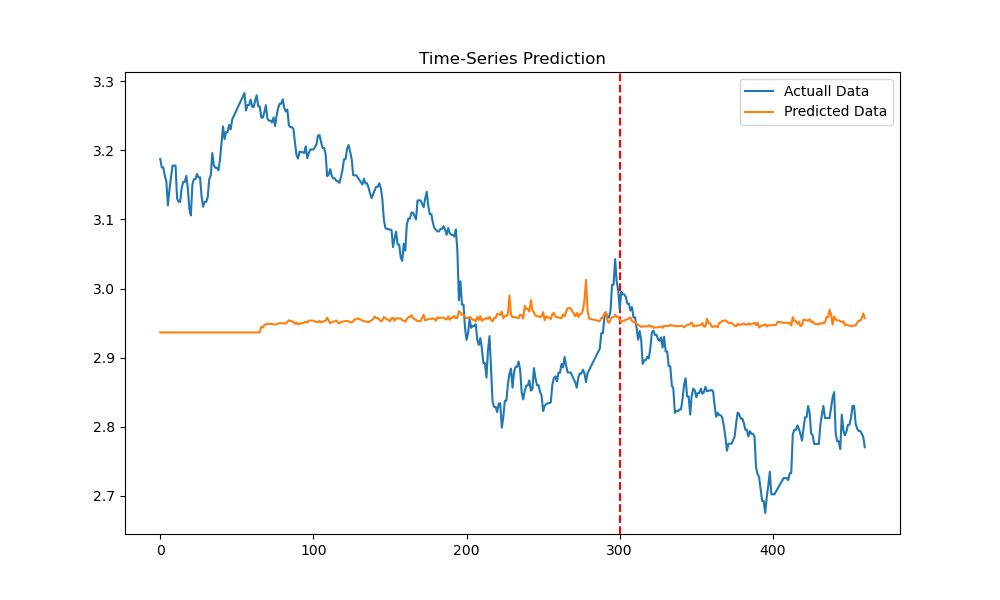 Time-Series Prediction
Actuall Data
Predicted Data
3.3
3.2
3.1
3.0
2.9
2.8
2.7
0 100 200 300 400